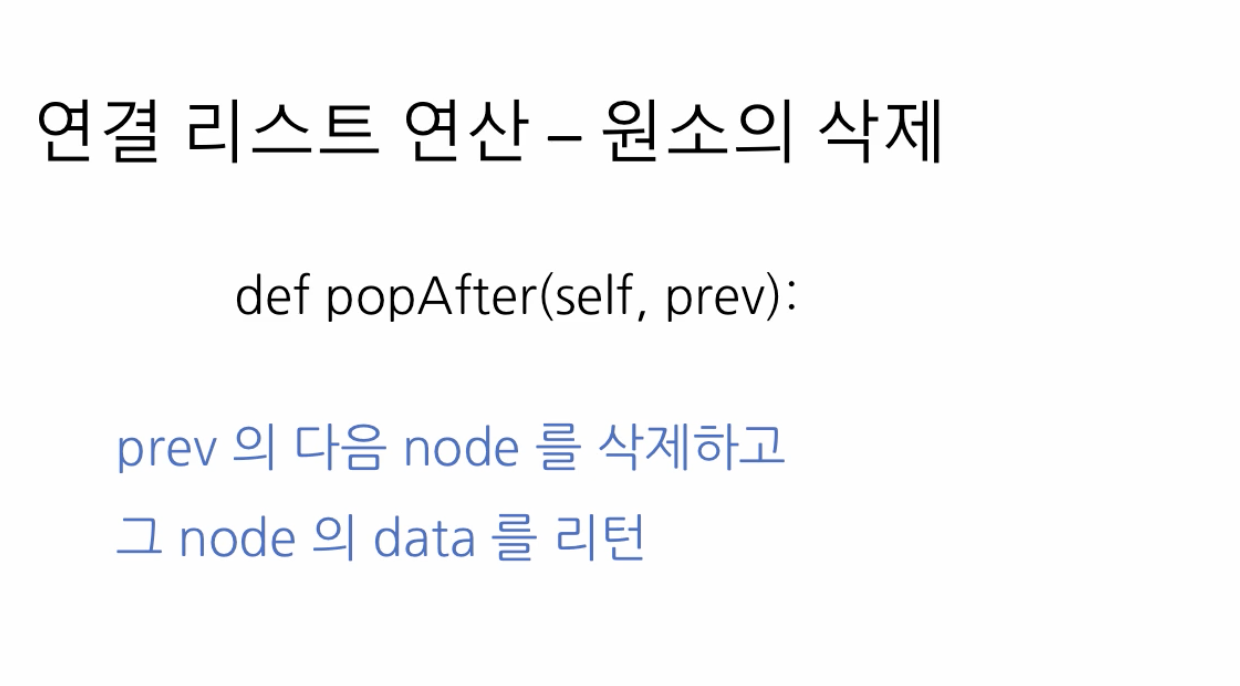 연결 리스트 연산 – 원소의 삭제
def popAfter(self, prev):
prev 의 다음 node 를 삭제하고
그 node 의 data 를 리턴